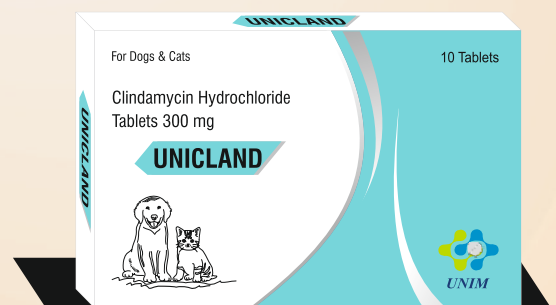 UNICLAND
For Dogs & Cats
10 Tablets
Clindamycin Hydrochloride
Tablets 300 mg
UNICLAND
UNICLAND
UNIM